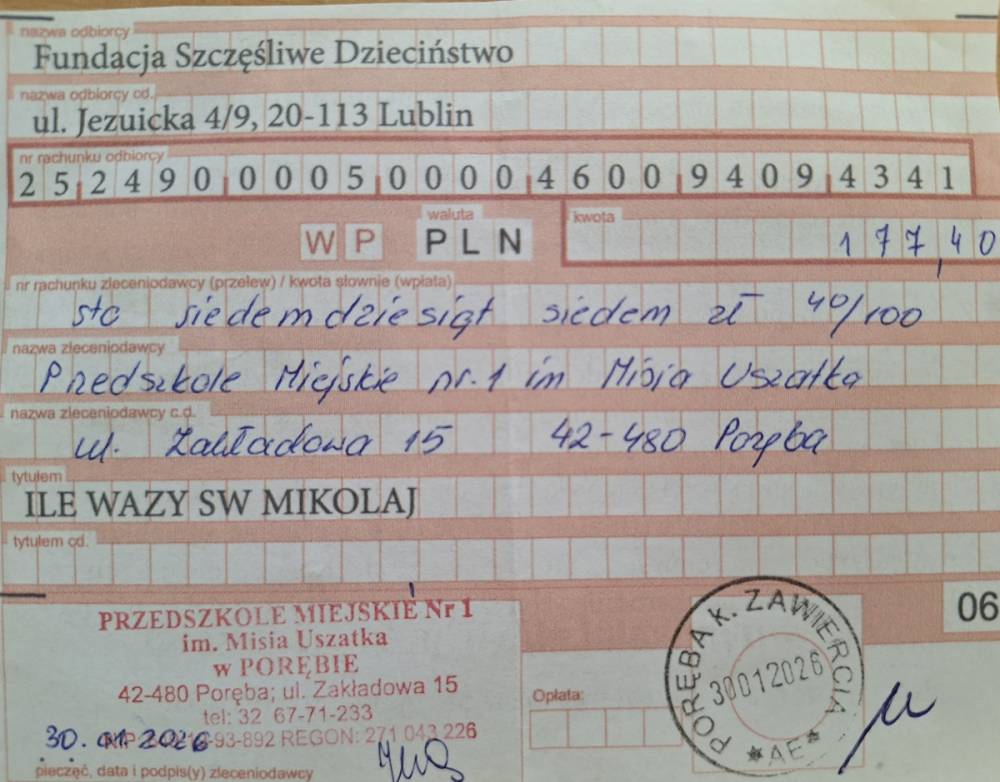 nazwa odbiorcy
Fundacja Szczęśliwe Dzieciństwo
nazwa odbiorcy cd.
ul. Jezuicka 4/9, 20-113 Lublin
nr rachunku odbiorcy
25 2490 0005 0000 4600 9409 4341
WP
waluta
PLN
kwota
177,40
nr rachunku zleceniodawcy (przelew) / kwota słownie (wpłata)
sto siedemdziesiąt siedem zł 40/100
nazwa zleceniodawcy
Przedszkole Miejskie nr.1 im Misia Uszatka
nazwa zleceniodawcy c.d.
ul. Zakładowa 15 42-480 Poręba
tytułem
ILE WAZY SW MIKOLAJ
tytułem cd.
PRZEDSZKOLE MIEJSKIE Nr 1
im. Misia Uszatka
w PORĘBIE
42-480 Poręba; ul. Zakładowa 15
tel: 32 67-71-233
30.01.2026
NIP 93-892 REGON: 271 043 226
pieczęć, data i podpis(y) zleceniodawcy
06
Opłata:
PORĘBA k. ZAWIERCIA
30012026
*AE*